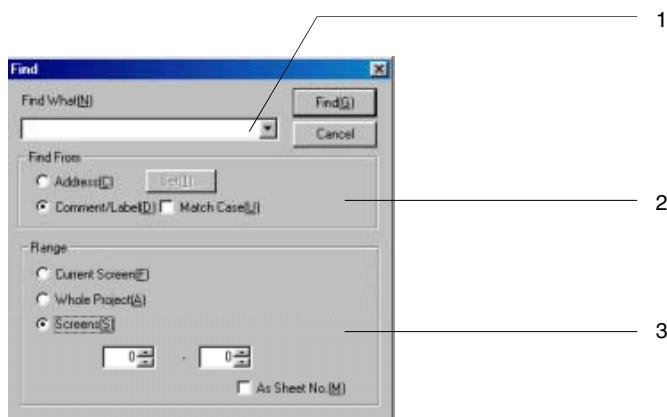 1
Find
Find What(N)
Find(G)
Cancel
Find From
Address(C)
Set(T)...
Comment/Label(D) Match Case(U)
2
Range
Current Screen(F)
Whole Project(A)
Screens(S)
3
0 - 0
As Sheet No.(M)